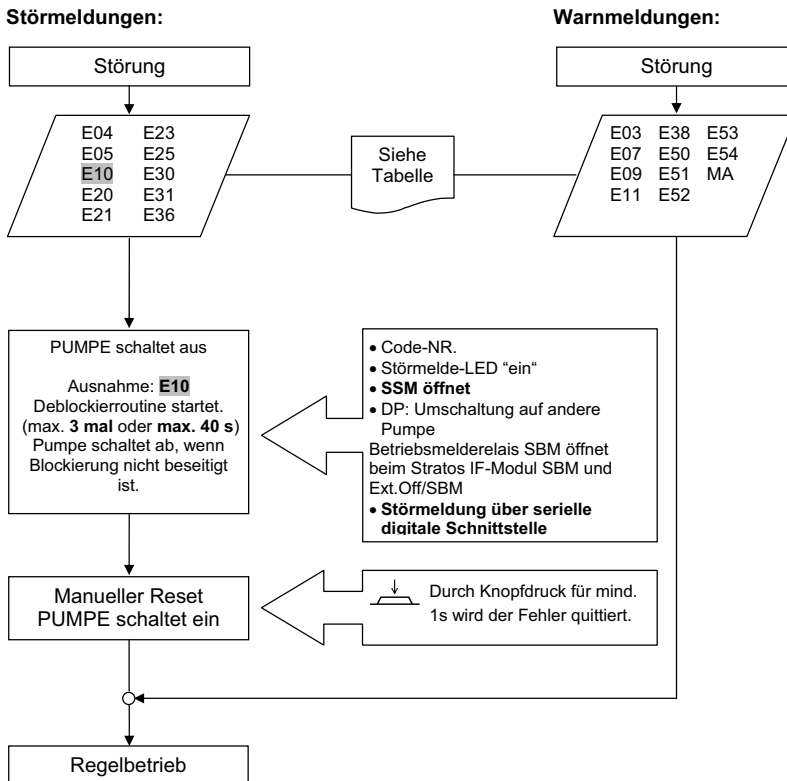 Störmeldungen:
Warnmeldungen:
Störung
Störung
E04 E23
E05 E25
E10 E30
E20 E31
E21 E36
Siehe
Tabelle
E03 E38 E53
E07 E50 E54
E09 E51 MA
E11 E52
PUMPE schaltet aus
Ausnahme: E10
Deblockierroutine startet.
(max. 3 mal oder max. 40 s)
Pumpe schaltet ab, wenn
Blockierung nicht beseitigt
ist.
• Code-NR.
• Störmelde-LED “ein“
• SSM öffnet
• DP: Umschaltung auf andere
Pumpe
Betriebsmelderelais SBM öffnet
beim Stratos IF-Modul SBM und
Ext.Off/SBM
• Störmeldung über serielle
digitale Schnittstelle
Manueller Reset
PUMPE schaltet ein
Durch Knopfdruck für mind.
1s wird der Fehler quittiert.
Regelbetrieb